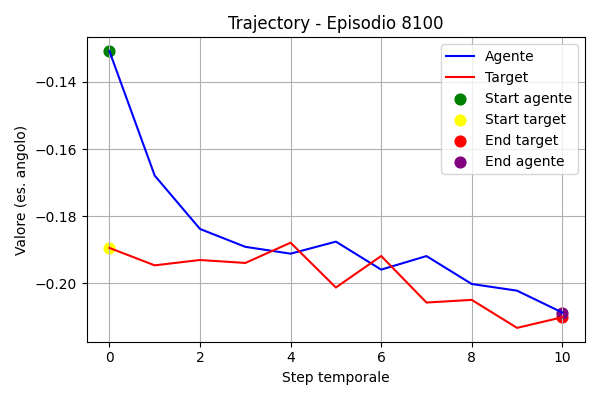 Trajectory - Episodio 8100
Valore (es. angolo)
−0.14
−0.16
−0.18
−0.20
Agente
Target
Start agente
Start target
End target
End agente
0
2
4
6
8
10
Step temporale